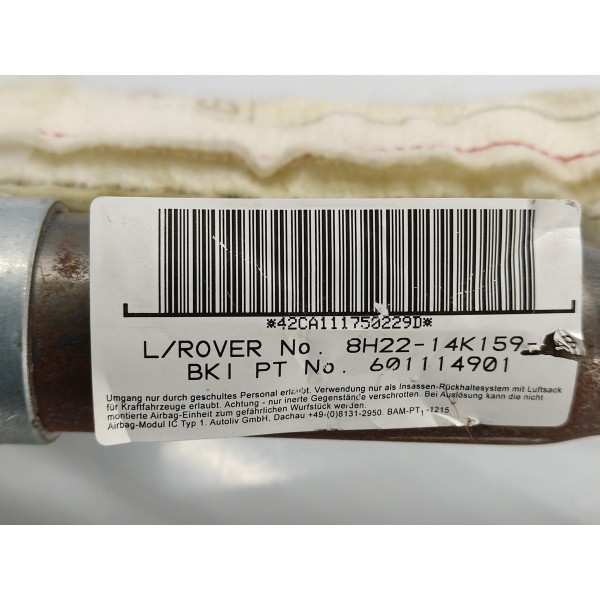 *42CA111750229D*
L/ROVER No. 8H22-14K159-
BKI PT No. 601114901
Umgang nur durch geschultes Personal erlaubt. Verwendung nur als Insassen-Rückhaltesystem mit Luftsack
für Kraftfahrzeuge erlaubt. Achtung - nur inerte Gegenstände verschrotten. Bei Auslösung kann die nicht
montierte Airbag-Einheit zum gefährlichen Wurfstück werden.
Airbag-Modul IC Typ 1. Autoliv GmbH, Dachau +49-(0)8131-2950. BAM-PT₁ -1215